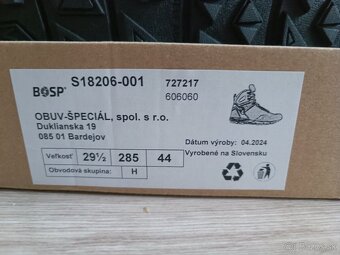 BOSP®
S18206-001
727217
606060
OBUV-ŠPECIÁL, spol. s r.o.
Duklianska 19
085 01 Bardejov
Dátum výroby: 04.2024
Vyrobené na Slovensku
Veľkosť 29½ 285 44
Obvodová skupina: H